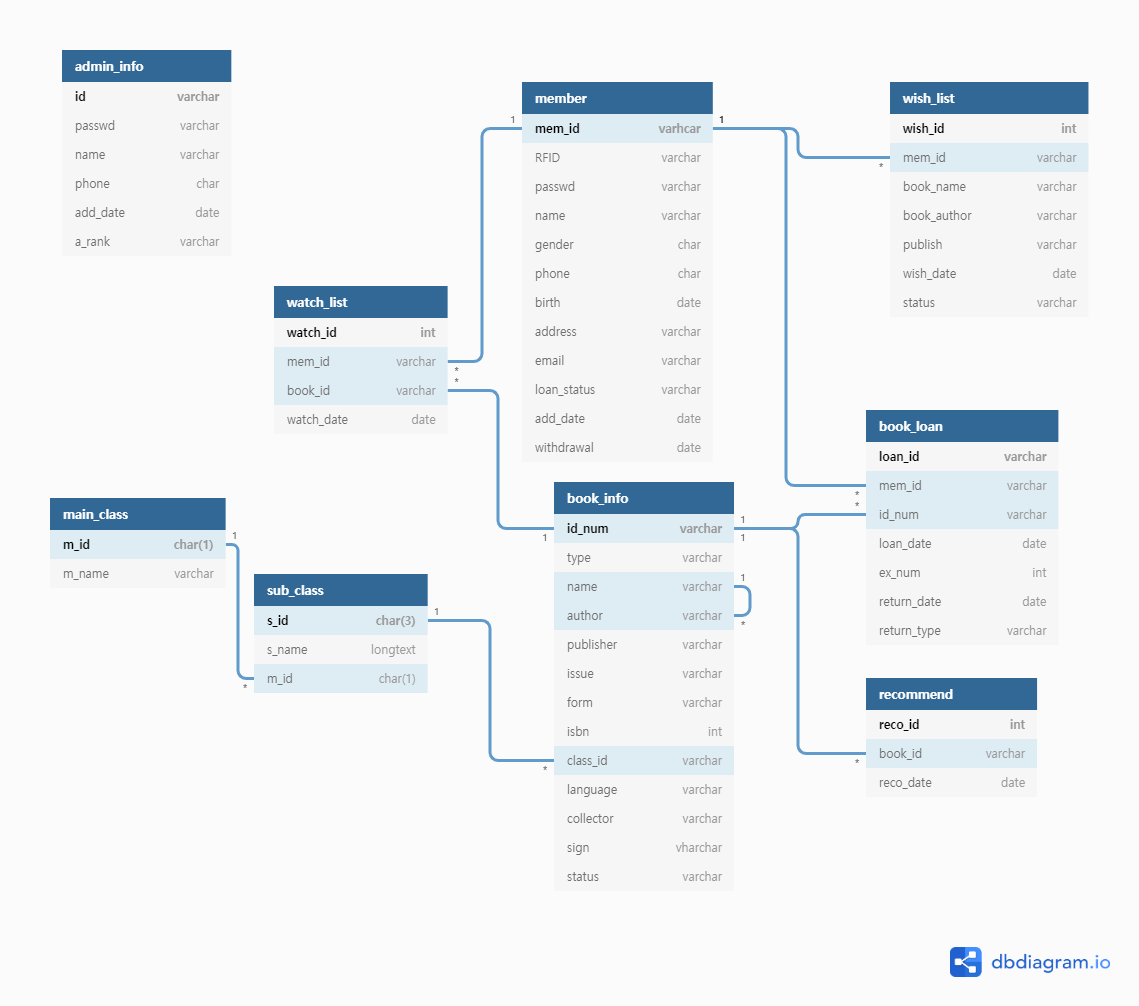 admin_info
id varchar
passwd varchar
name varchar
phone char
add_date date
a_rank varchar
member
1 mem_id varhcar 1
RFID varchar
passwd varchar
name varchar
gender char
phone char
birth date
address varchar
email varchar
loan_status varchar
add_date date
withdrawal date
wish_list
wish_id int
mem_id varchar
*
book_name varchar
book_author varchar
publish varchar
wish_date date
status varchar
watch_list
watch_id int
mem_id varchar
*
*
book_id varchar
watch_date date
book_loan
loan_id varchar
mem_id varchar
*
*
id_num varchar
loan_date date
ex_num int
return_date date
return_type varchar
main_class
1
m_id char(1)
m_name varchar
sub_class
1
s_id char(3)
s_name longtext
m_id char(1)
*
book_info
1
id_num varchar
1 1
type varchar
1
name varchar
author varchar
*
publisher varchar
issue varchar
form varchar
isbn int
class_id varchar
*
language varchar
collector varchar
sign vharchar
status varchar
recommend
reco_id int
book_id varchar
*
reco_date date
dbdiagram.io